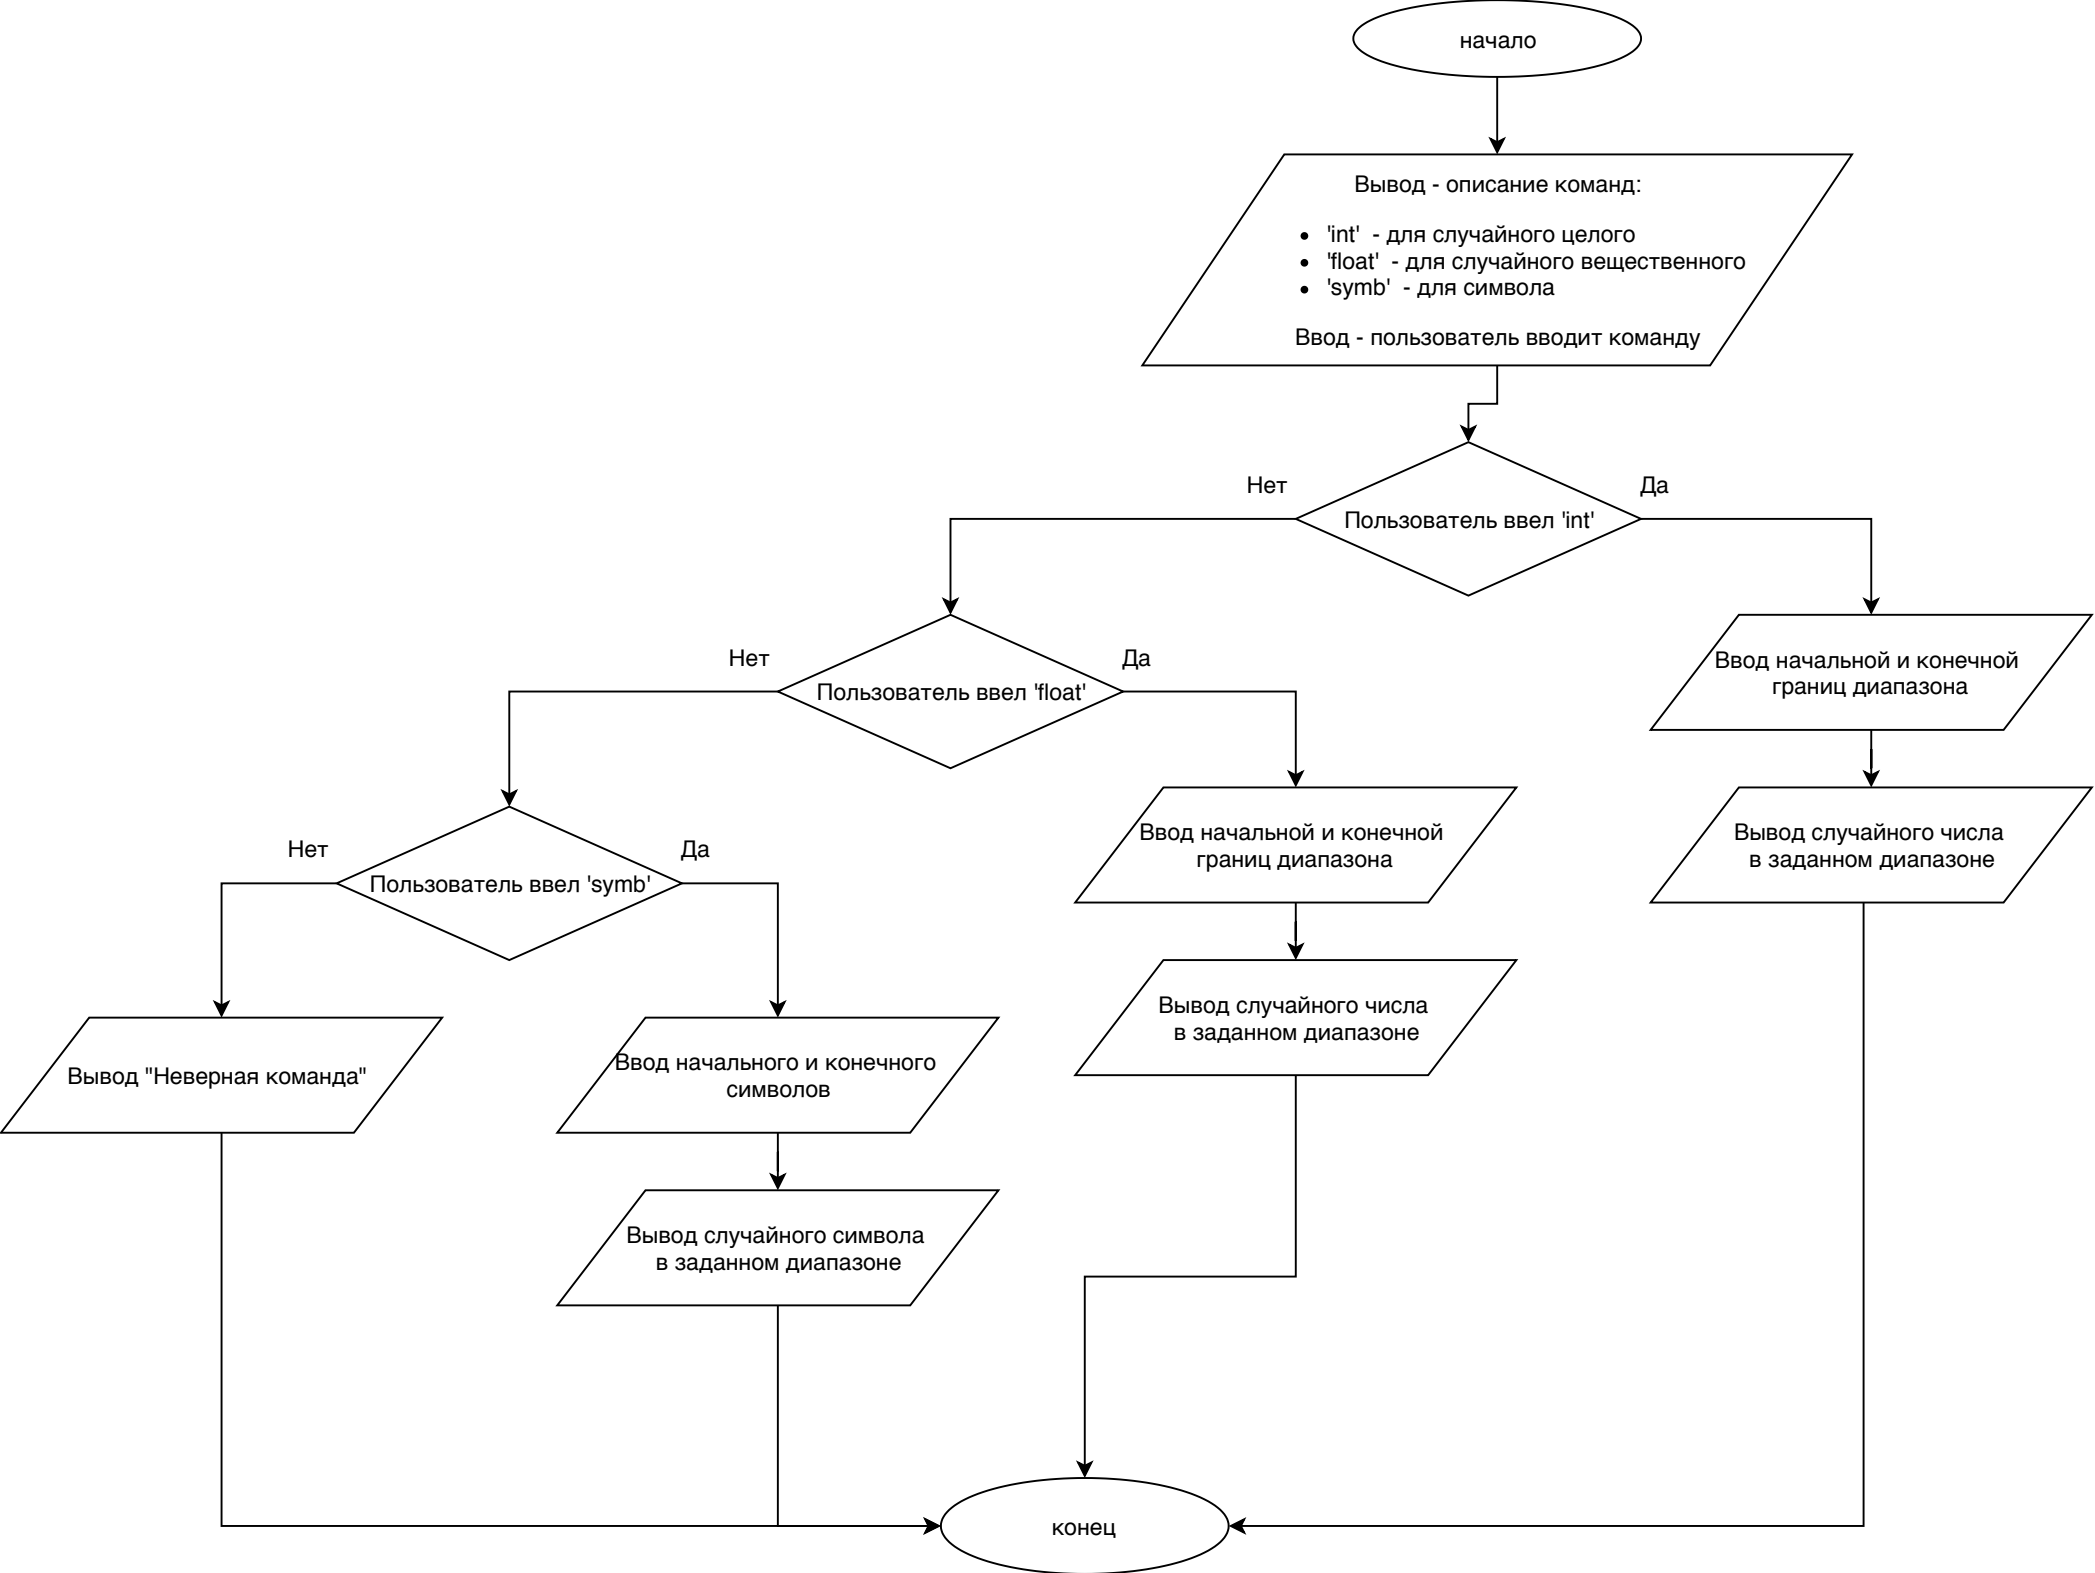 начало
Вывод - описание команд:
'int'  - для случайного целого
'float'  - для случайного вещественного
'symb'  - для символа
Ввод - пользователь вводит команду
Нет
Да
Пользователь ввел 'int'
Нет
Да
Пользователь ввел 'float'
Ввод начальной и конечной
границ диапазона
Нет
Да
Пользователь ввел 'symb'
Ввод начальной и конечной
границ диапазона
Вывод случайного числа
в заданном диапазоне
Вывод "Неверная команда"
Ввод начального и конечного
символов
Вывод случайного числа
в заданном диапазоне
Вывод случайного символа
в заданном диапазоне
конец